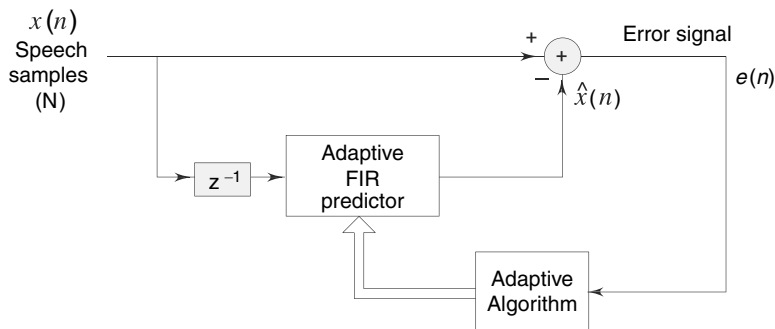 x(n)
Speech
samples
(N)
+
+
−
Error signal
e(n)
x̂(n)
z⁻¹
Adaptive
FIR
predictor
Adaptive
Algorithm